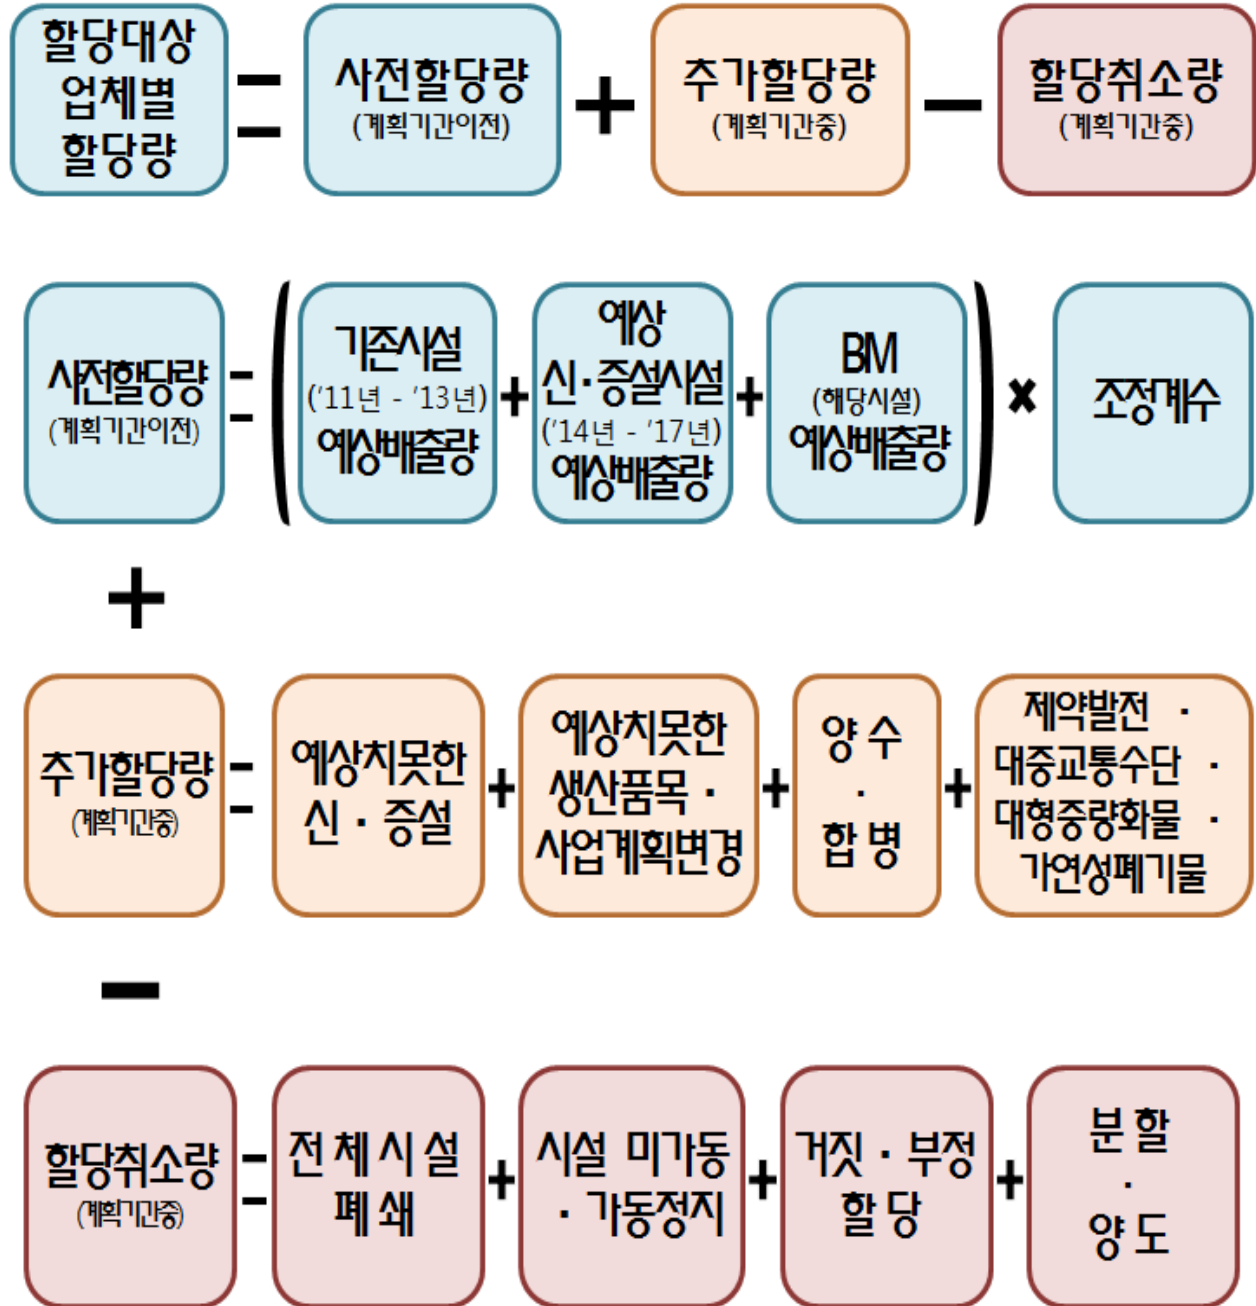 할당대상
업체별
할당량
=
사전할당량
(계획기간이전)
+
추가할당량
(계획기간중)
-
할당취소량
(계획기간중)
사전할당량
(계획기간이전)
=
(
기존시설
('11년 - '13년)
예상배출량
+
예상
신·증설시설
('14년 - '17년)
예상배출량
+
BM
(해당시설)
예상배출량
)
×
조정계수
+
추가할당량
(계획기간중)
=
예상치못한
신·증설
+
예상치못한
생산품목·
사업계획변경
+
양수
·
합병
+
제약발전 ·
대중교통수단 ·
대형중량화물 ·
가연성폐기물
-
할당취소량
(계획기간중)
=
전체시설
폐쇄
+
시설 미가동
·가동정지
+
거짓·부정
할당
+
분할
·
양도